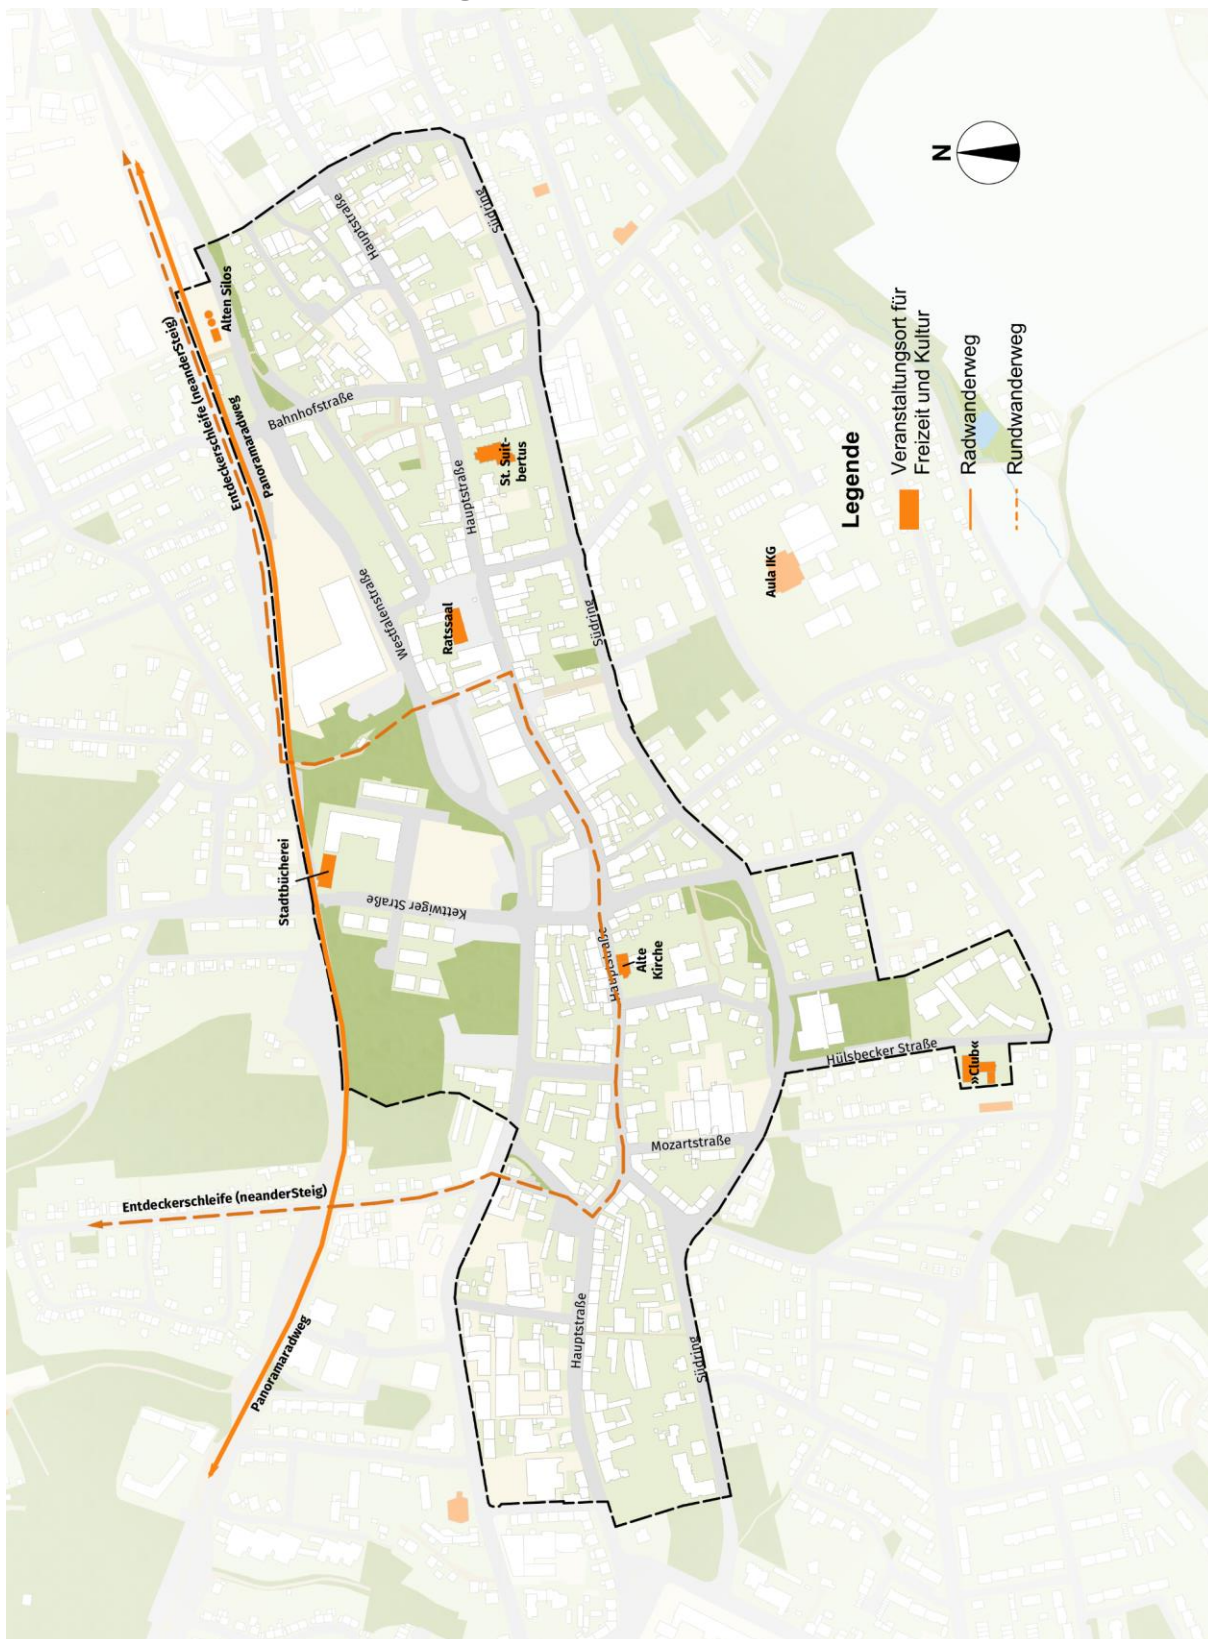 Entdeckerschleife (neanderSteig)
Panoramaradweg
Entdeckerschleife (neanderSteig)
Panoramaradweg
Alten Silos
Bahnhofstraße
Hauptstraße
Südring
Stadtbücherei
Kettwiger Straße
Westfalenstraße
Ratssaal
Hauptstraße
St. Suit-
bertus
Hauptstraße
Alte
Kirche
Südring
Mozartstraße
Hauptstraße
Südring
Hülsbecker Straße
»Club«
Aula IKG
N
Legende
Veranstaltungsort für
Freizeit und Kultur
Radwanderweg
Rundwanderweg